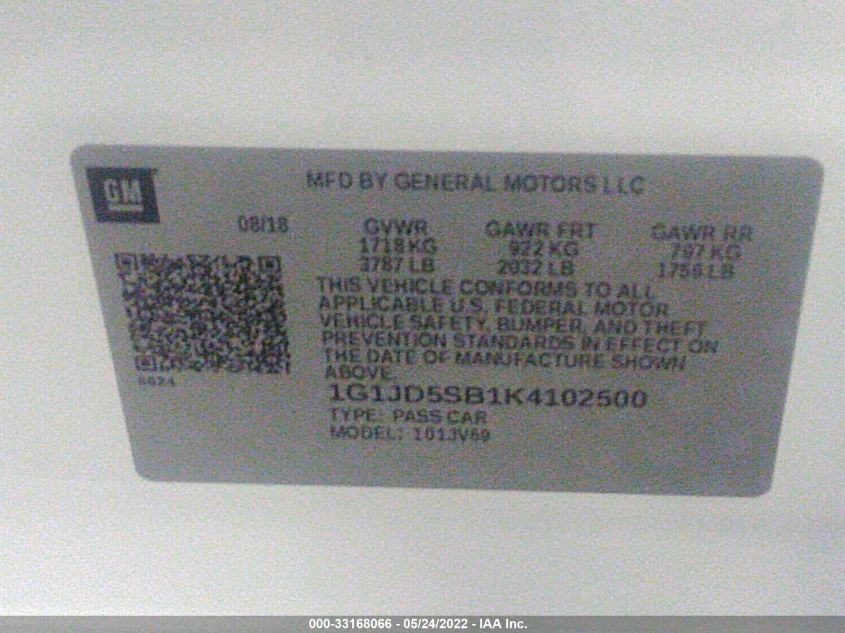 GM
MFD BY GENERAL MOTORS LLC
08/18
GVWR GAWR FRT GAWR RR
1718 KG 922 KG 797 KG
3787 LB 2032 LB 1756 LB
THIS VEHICLE CONFORMS TO ALL
APPLICABLE U.S. FEDERAL MOTOR
VEHICLE SAFETY, BUMPER, AND THEFT
PREVENTION STANDARDS IN EFFECT ON
THE DATE OF MANUFACTURE SHOWN
ABOVE.
8624
1G1JD5SB1K4102500
TYPE: PASS CAR
MODEL: 1G1JV69
000-33168066 - 05/24/2022 - IAA Inc.